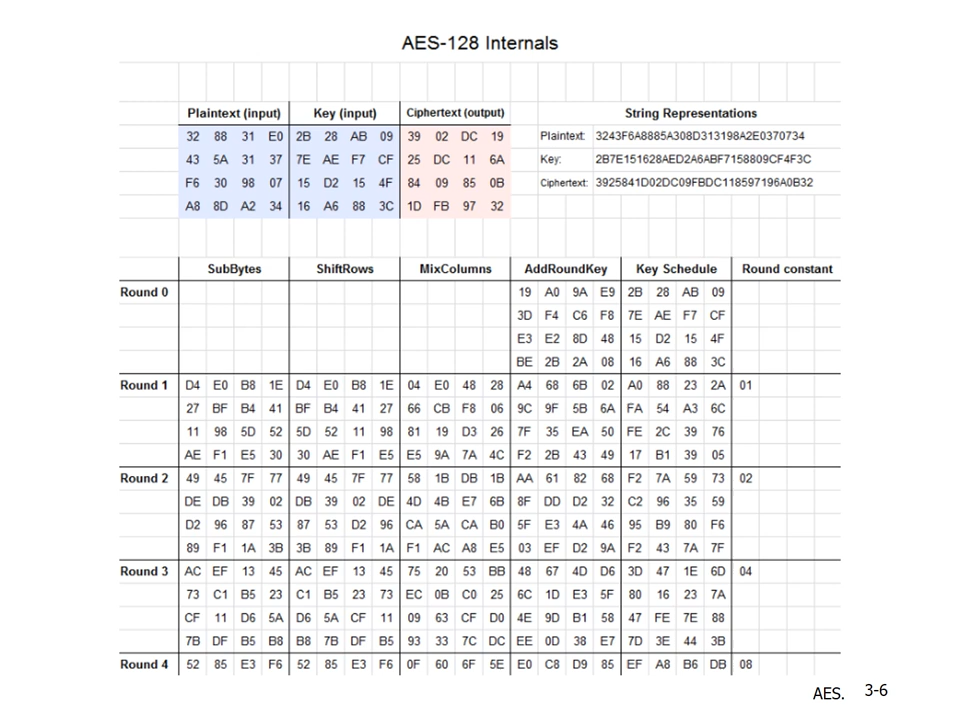 AES-128 Internals
Plaintext (input) Key (input) Ciphertext (output) String Representations
32 88 31 E0 2B 28 AB 09 39 02 DC 19 Plaintext: 3243F6A8885A308D313198A2E0370734
43 5A 31 37 7E AE F7 CF 25 DC 11 6A Key: 2B7E151628AED2A6ABF7158809CF4F3C
F6 30 98 07 15 D2 15 4F 84 09 85 0B Ciphertext: 3925841D02DC09FBDC118597196A0B32
A8 8D A2 34 16 A6 88 3C 1D FB 97 32
SubBytes ShiftRows MixColumns AddRoundKey Key Schedule Round constant
Round 0 19 A0 9A E9 2B 28 AB 09
3D F4 C6 F8 7E AE F7 CF
E3 E2 8D 48 15 D2 15 4F
BE 2B 2A 08 16 A6 88 3C
Round 1 D4 E0 B8 1E D4 E0 B8 1E 04 E0 48 28 A4 68 6B 02 A0 88 23 2A 01
27 BF B4 41 BF B4 41 27 66 CB F8 06 9C 9F 5B 6A FA 54 A3 6C
11 98 5D 52 5D 52 11 98 81 19 D3 26 7F 35 EA 50 FE 2C 39 76
AE F1 E5 30 30 AE F1 E5 E5 9A 7A 4C F2 2B 43 49 17 B1 39 05
Round 2 49 45 7F 77 49 45 7F 77 58 1B DB 1B AA 61 82 68 F2 7A 59 73 02
DE DB 39 02 DB 39 02 DE 4D 4B E7 6B 8F DD D2 32 C2 96 35 59
D2 96 87 53 87 53 D2 96 CA 5A CA B0 5F E3 4A 46 95 B9 80 F6
89 F1 1A 3B 3B 89 F1 1A F1 AC A8 E5 03 EF D2 9A F2 43 7A 7F
Round 3 AC EF 13 45 AC EF 13 45 75 20 53 BB 48 67 4D D6 3D 47 1E 6D 04
73 C1 B5 23 C1 B5 23 73 EC 0B C0 25 6C 1D E3 5F 80 16 23 7A
CF 11 D6 5A D6 5A CF 11 09 63 CF D0 4E 9D B1 58 47 FE 7E 88
7B DF B5 B8 B8 7B DF B5 93 33 7C DC EE 0D 38 E7 7D 3E 44 3B
Round 4 52 85 E3 F6 52 85 E3 F6 0F 60 6F 5E E0 C8 D9 85 EF A8 B6 DB 08
AES. 3-6